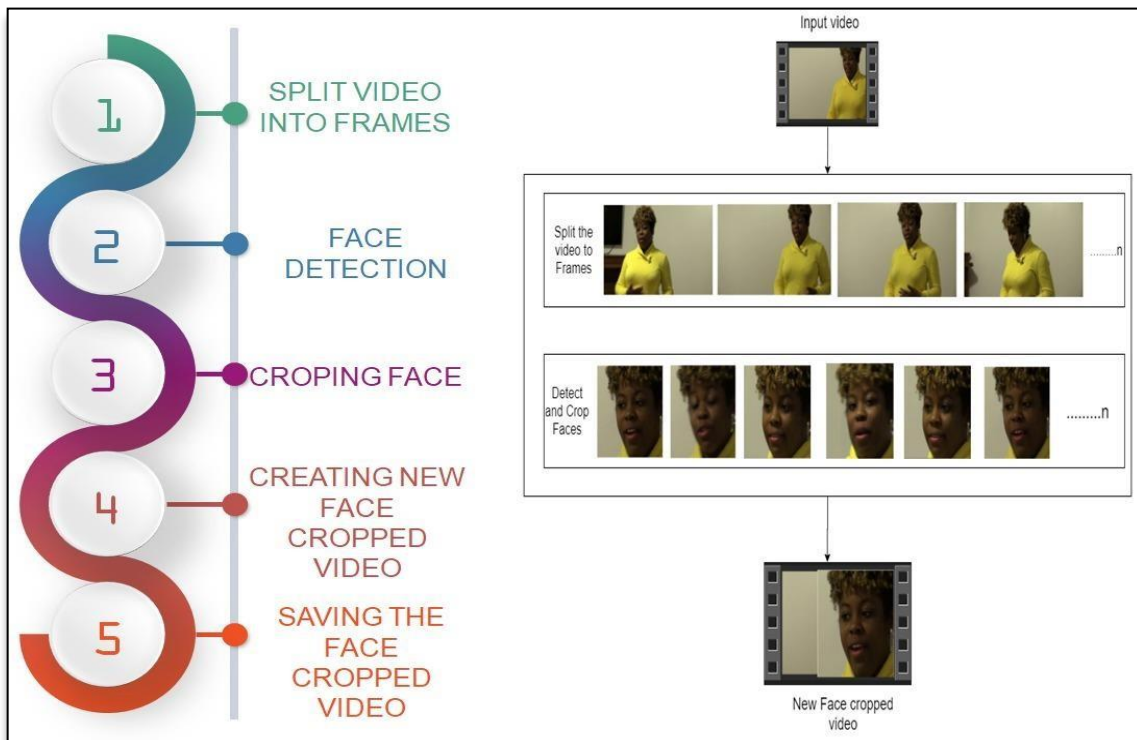 1
SPLIT VIDEO
INTO FRAMES
2
FACE
DETECTION
3
CROPING FACE
4
CREATING NEW
FACE
CROPPED
VIDEO
5
SAVING THE
FACE
CROPPED
VIDEO
Input video
Split the
video to
Frames
.........n
Detect
and Crop
Faces
.........n
New Face cropped
video